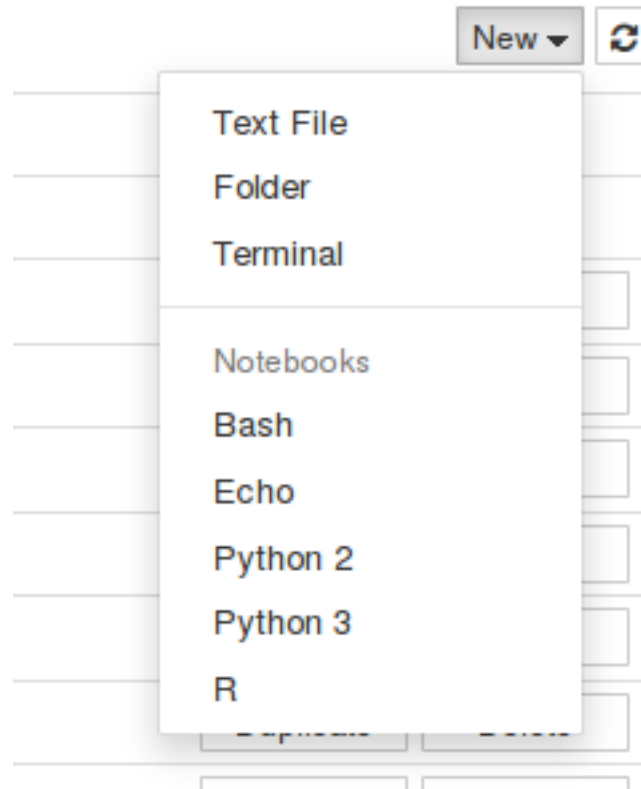 New
Text File
Folder
Terminal
Notebooks
Bash
Echo
Python 2
Python 3
R